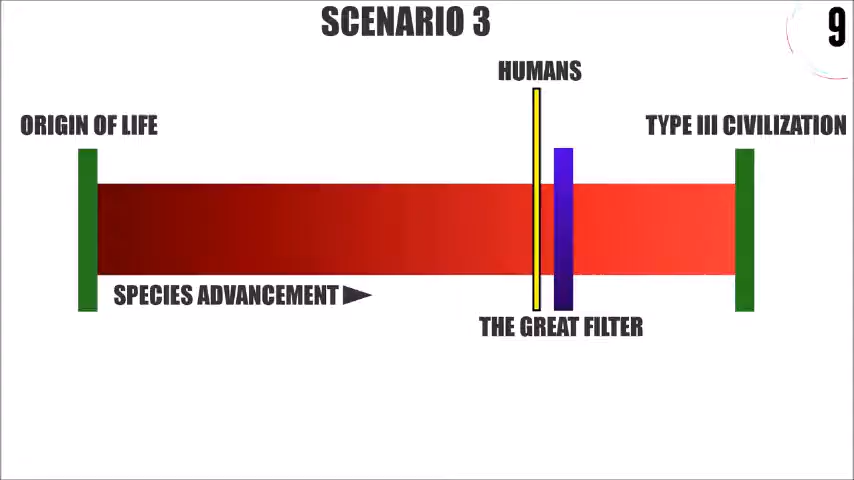 SCENARIO 3
9
HUMANS
ORIGIN OF LIFE
TYPE III CIVILIZATION
SPECIES ADVANCEMENT
THE GREAT FILTER